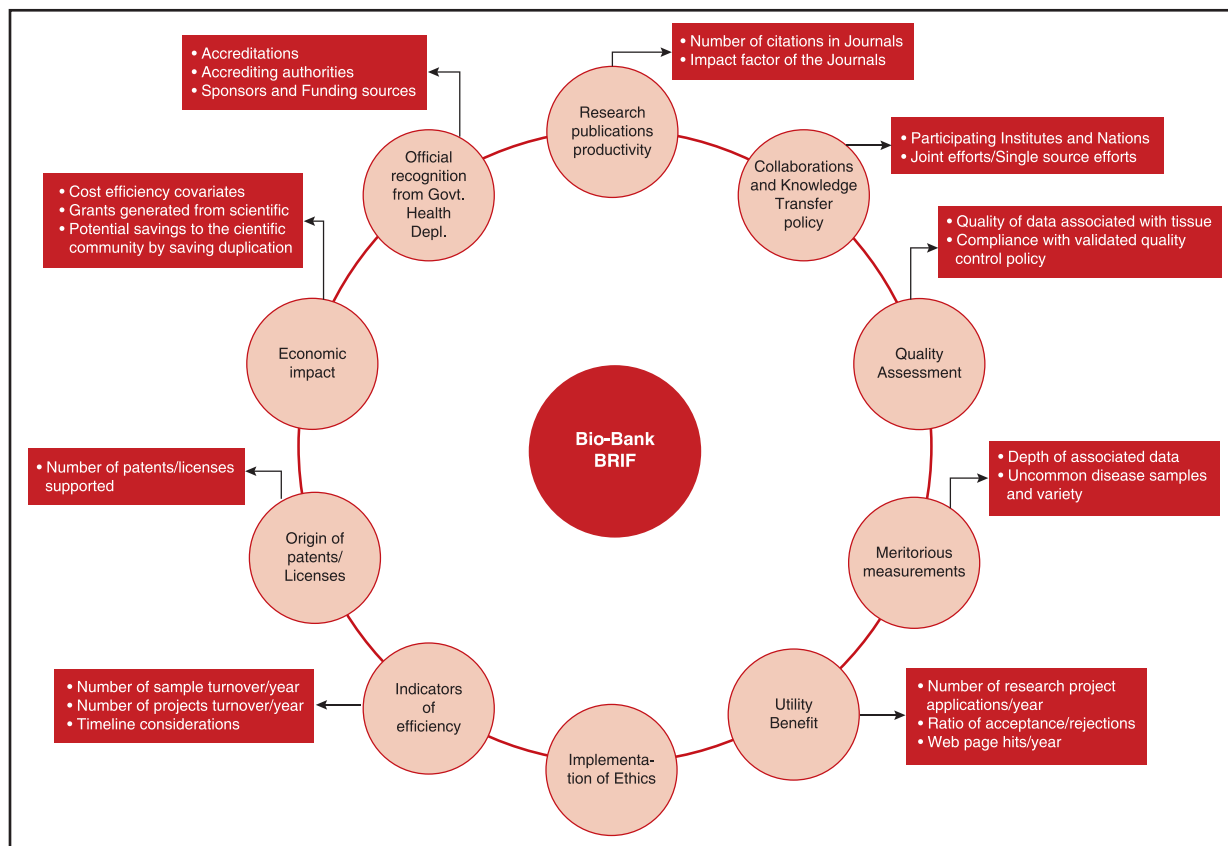 • Accreditations
• Accrediting authorities
• Sponsors and Funding sources
• Number of citations in Journals
• Impact factor of the Journals
Research
publications
productivity
Official
recognition
from Govt.
Health
Depl.
Collaborations
and Knowledge
Transfer
policy
• Participating Institutes and Nations
• Joint efforts/Single source efforts
• Cost efficiency covariates
• Grants generated from scientific
• Potential savings to the cientific
community by saving duplication
• Quality of data associated with tissue
• Compliance with validated quality
control policy
Economic
impact
Quality
Assessment
Bio-Bank
BRIF
• Number of patents/licenses
supported
• Depth of associated data
• Uncommon disease samples
and variety
Origin of
patents/
Licenses
Meritorious
measurements
• Number of sample turnover/year
• Number of projects turnover/year
• Timeline considerations
Indicators
of
efficiency
Implementa-
tion of Ethics
Utility
Benefit
• Number of research project
applications/year
• Ratio of acceptance/rejections
• Web page hits/year